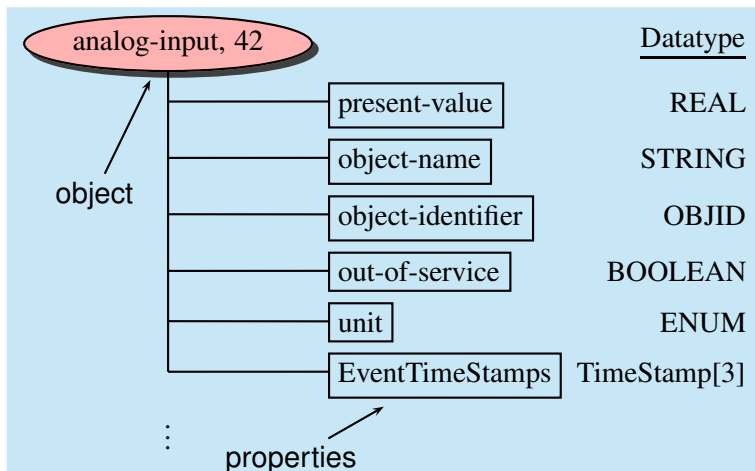 analog-input, 42 Datatype
present-value REAL
object-name STRING
object
object-identifier OBJID
out-of-service BOOLEAN
unit ENUM
EventTimeStamps TimeStamp[3]
⋮
properties